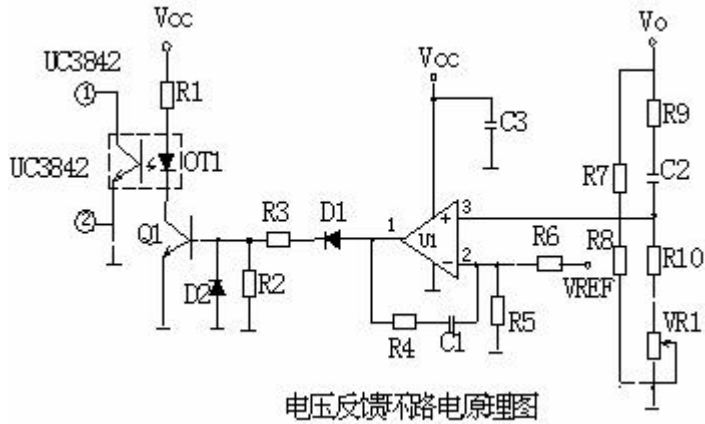 Vcc
UC3842
①
R1
UC3842
OT1
②
Q1
D2
R2
R3
D1
Vcc
C3
1
3
+
U1
-
2
R4
C1
R5
R6
VREF
Vo
R9
C2
R7
R8
R10
VR1
电压反馈环路电原理图